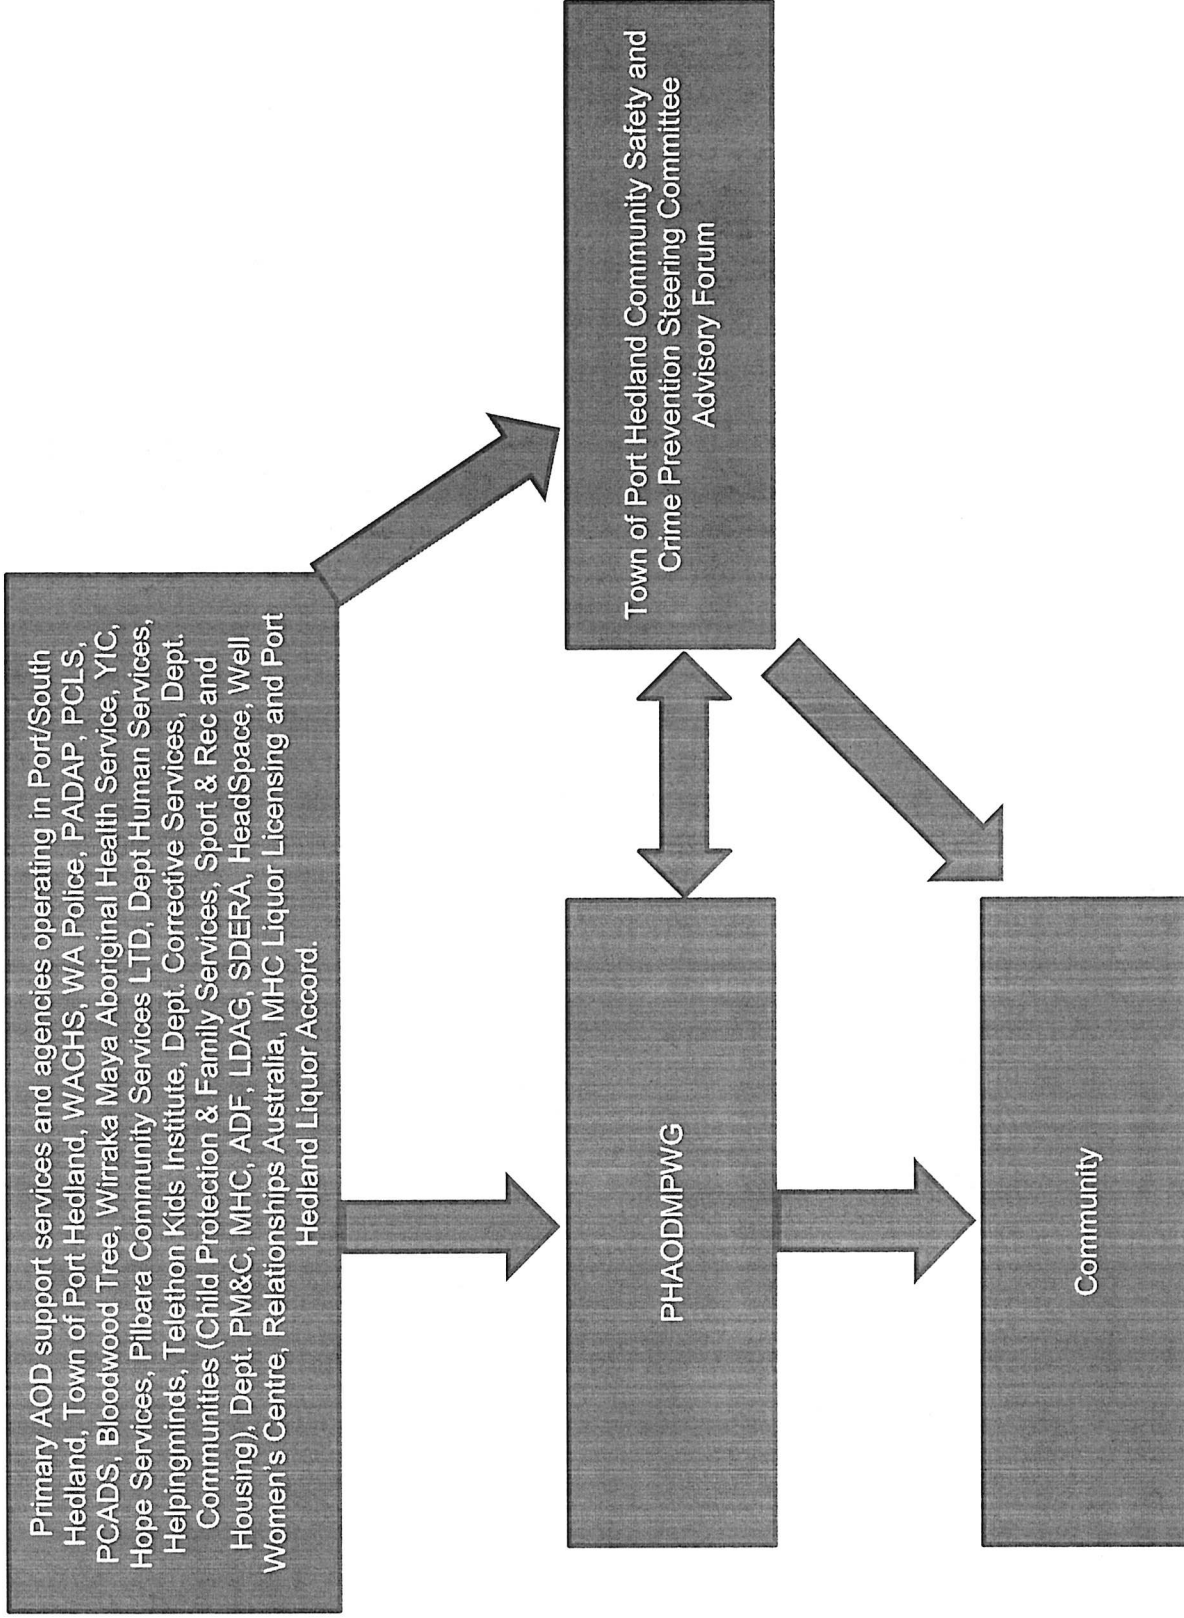 Primary AOD support services and agencies operating in Port/South
Hedland, Town of Port Hedland, WACHS, WA Police, PADAP, PCLS,
PCADS, Bloodwood Tree, Wirraka Maya Aboriginal Health Service, YIC,
Hope Services, Pilbara Community Services LTD, Dept Human Services,
Helpingminds, Telethon Kids Institute, Dept. Corrective Services, Dept.
Communities (Child Protection & Family Services, Sport & Rec and
Housing), Dept. PM&C, MHC, ADF, LDAG, SDERA, HeadSpace, Well
Women's Centre, Relationships Australia, MHC Liquor Licensing and Port
Hedland Liquor Accord.
PHAODMPWG
Town of Port Hedland Community Safety and
Crime Prevention Steering Committee
Advisory Forum
Community